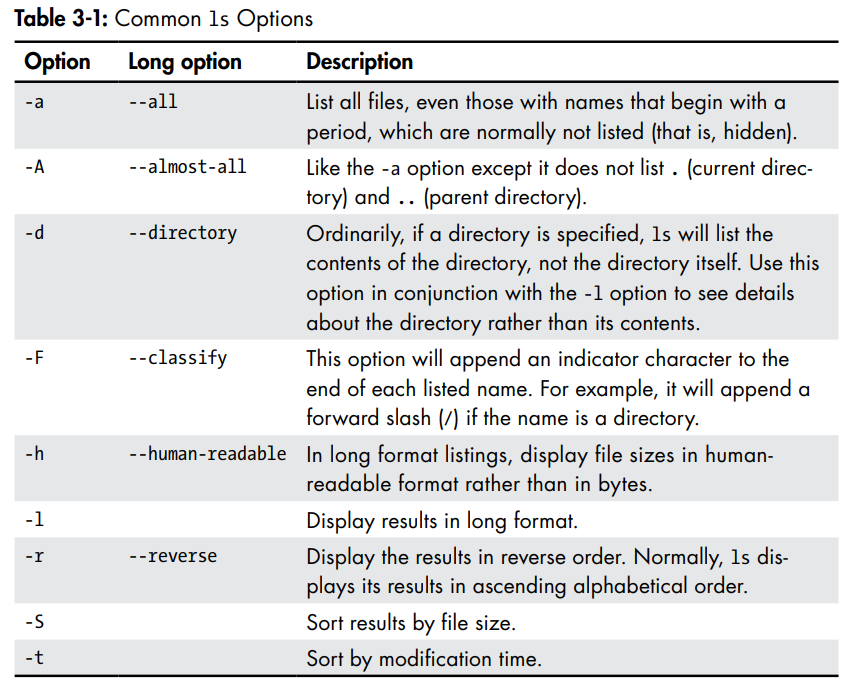 Table 3-1: Common ls Options
Option Long option Description
-a --all List all files, even those with names that begin with a
period, which are normally not listed (that is, hidden).
-A --almost-all Like the -a option except it does not list . (current direc-
tory) and .. (parent directory).
-d --directory Ordinarily, if a directory is specified, ls will list the
contents of the directory, not the directory itself. Use this
option in conjunction with the -l option to see details
about the directory rather than its contents.
-F --classify This option will append an indicator character to the
end of each listed name. For example, it will append a
forward slash (/) if the name is a directory.
-h --human-readable In long format listings, display file sizes in human-
readable format rather than in bytes.
-l Display results in long format.
-r --reverse Display the results in reverse order. Normally, ls dis-
plays its results in ascending alphabetical order.
-S Sort results by file size.
-t Sort by modification time.